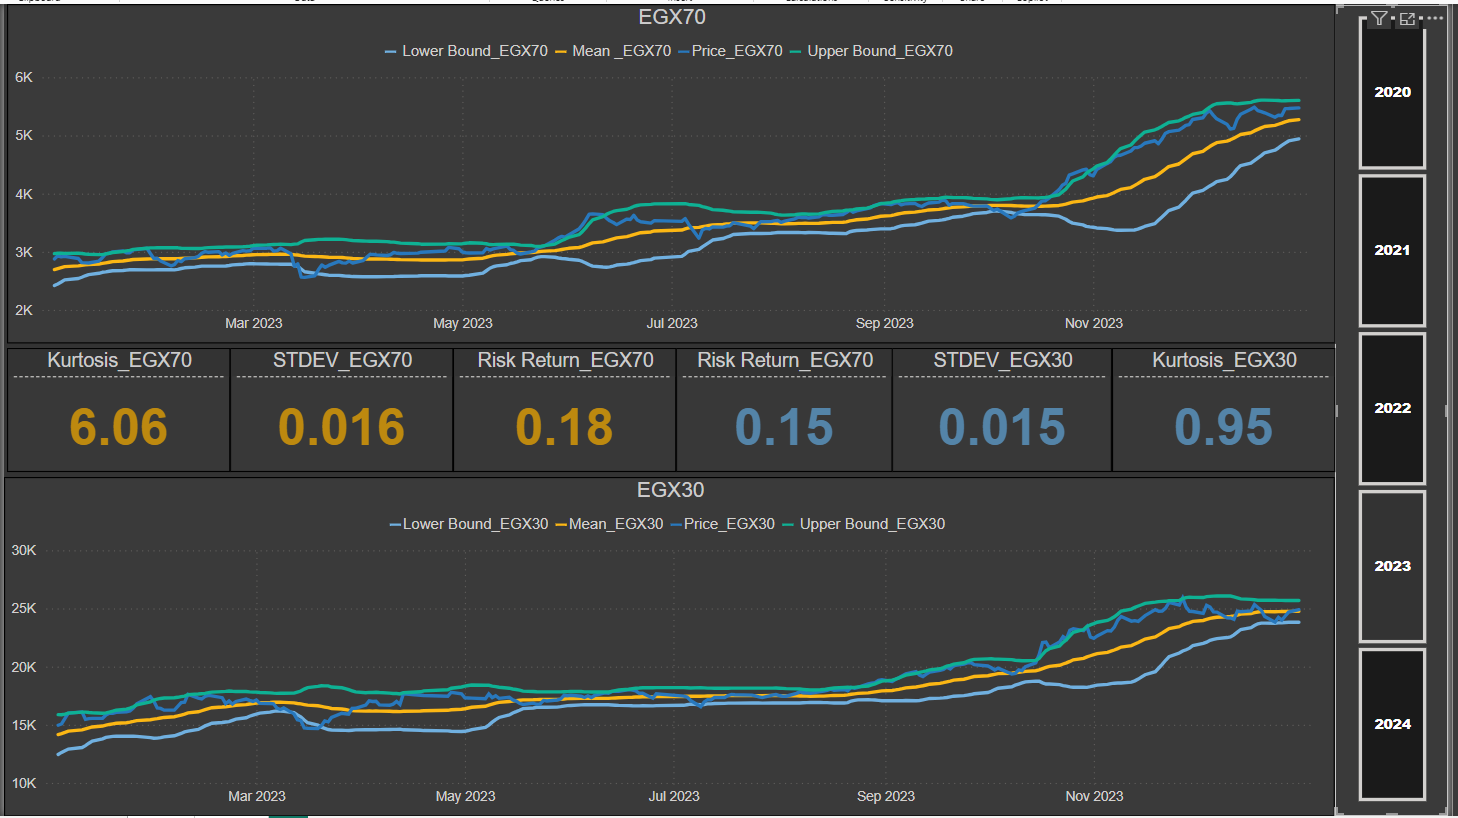 EGX70
Lower Bound_EGX70 Mean _EGX70 Price_EGX70 Upper Bound_EGX70
6K
5K
4K
3K
2K
Mar 2023 May 2023 Jul 2023 Sep 2023 Nov 2023
Kurtosis_EGX70 STDEV_EGX70 Risk Return_EGX70 Risk Return_EGX70 STDEV_EGX30 Kurtosis_EGX30
6.06 0.016 0.18 0.15 0.015 0.95
EGX30
Lower Bound_EGX30 Mean_EGX30 Price_EGX30 Upper Bound_EGX30
30K
25K
20K
15K
10K
Mar 2023 May 2023 Jul 2023 Sep 2023 Nov 2023
2020
2021
2022
2023
2024